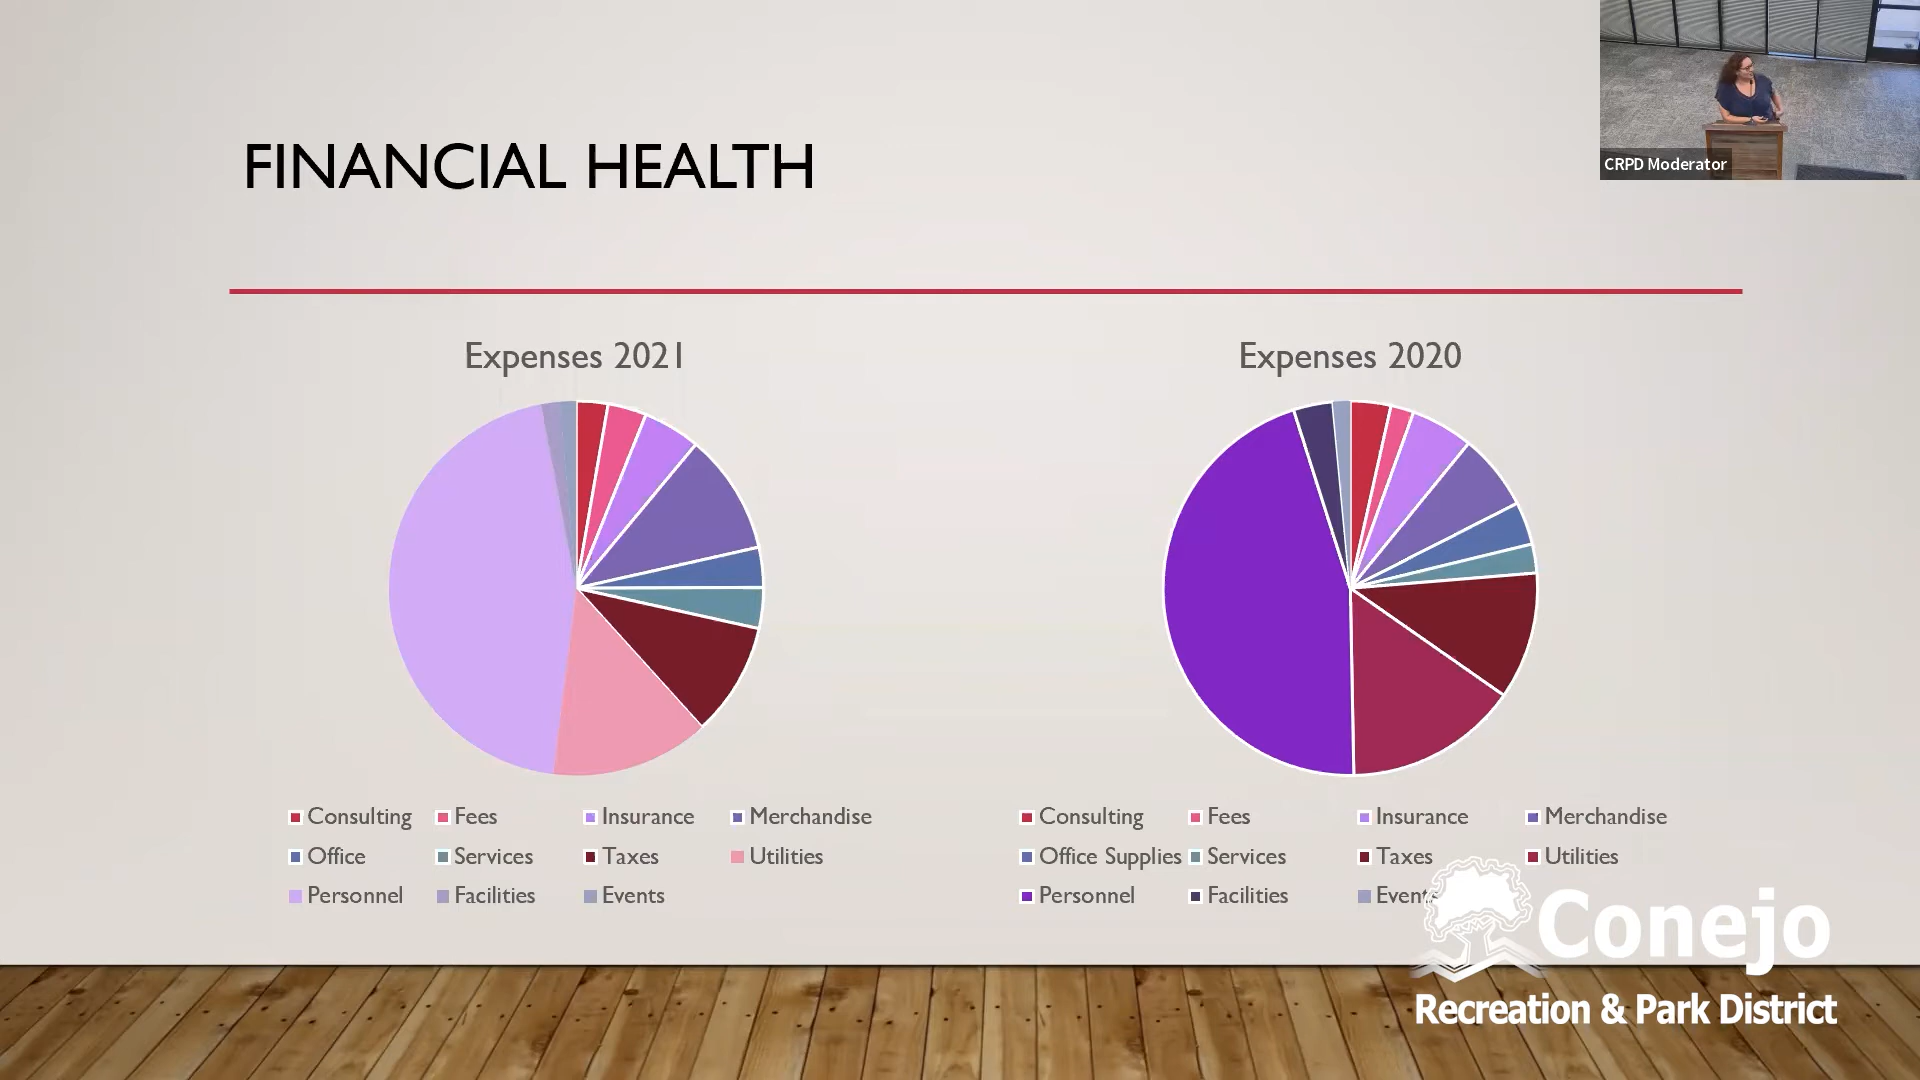 CRPD Moderator
FINANCIAL HEALTH
Expenses 2021
Consulting Fees Insurance Merchandise
Office Services Taxes Utilities
Personnel Facilities Events
Expenses 2020
Consulting Fees Insurance Merchandise
Office Supplies Services Taxes Utilities
Personnel Facilities Events
Conejo
Recreation & Park District